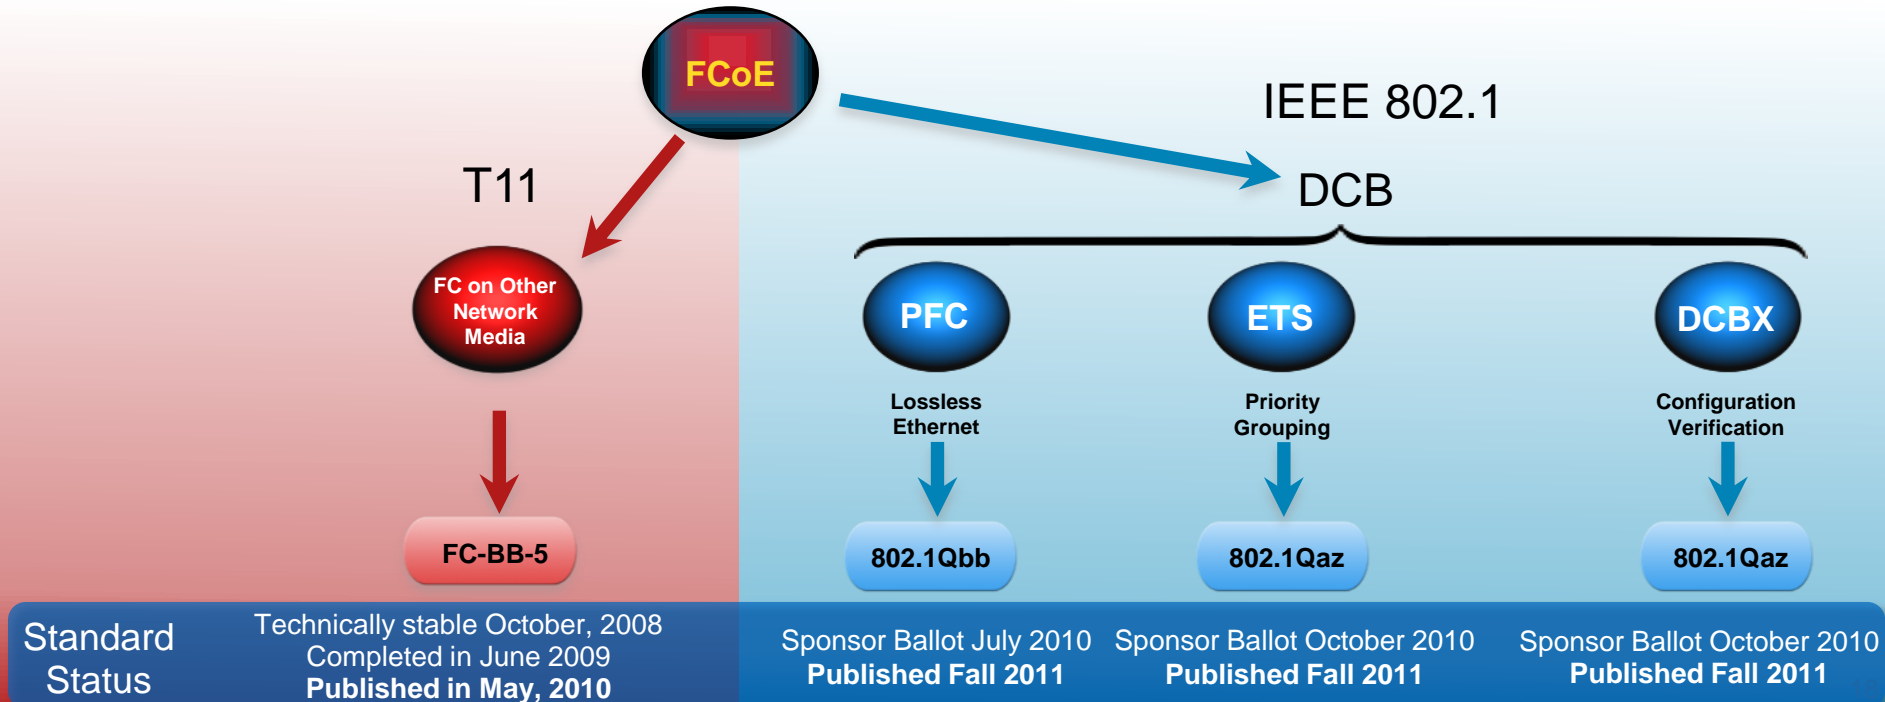 FCoE
IEEE 802.1
T11
DCB
FC on Other
Network
Media
PFC
ETS
DCBX
Lossless
Ethernet
Priority
Grouping
Configuration
Verification
FC-BB-5
802.1Qbb
802.1Qaz
802.1Qaz
Standard
Status
Technically stable October, 2008
Completed in June 2009
Published in May, 2010
Sponsor Ballot July 2010
Published Fall 2011
Sponsor Ballot October 2010
Published Fall 2011
Sponsor Ballot October 2010
Published Fall 2011